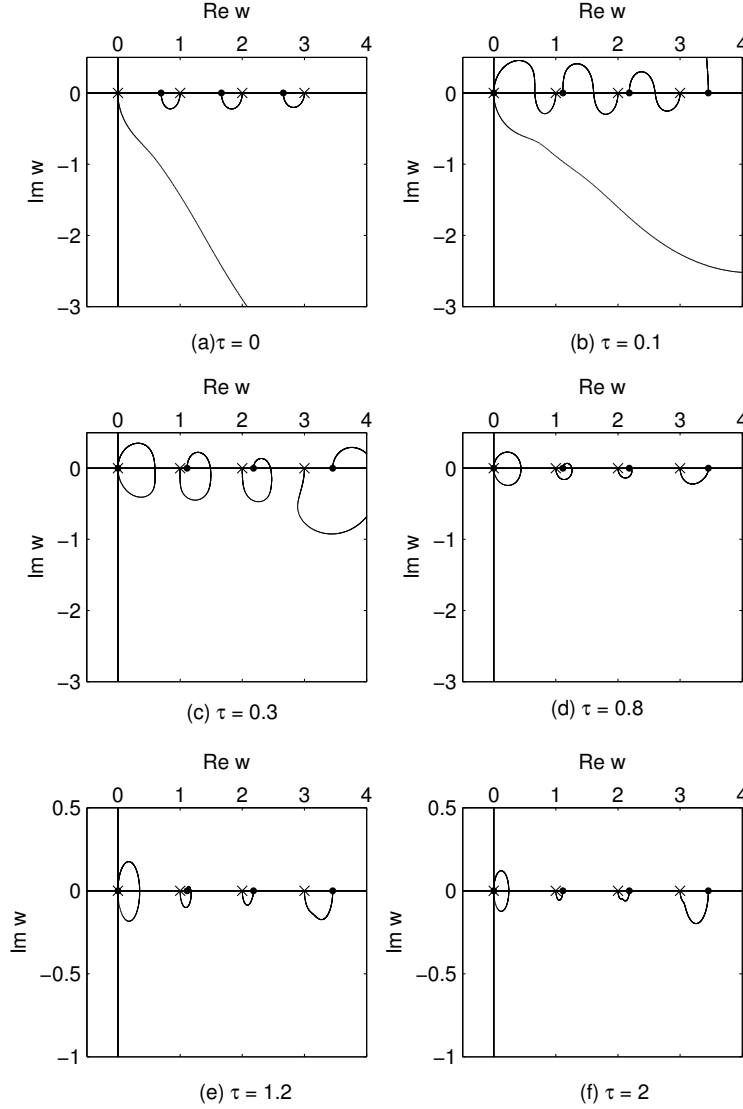 Re w
0 1 2 3 4
0
−1
−2
−3
Im w
(a)τ = 0
Re w
0 1 2 3 4
0
−1
−2
−3
Im w
(b) τ = 0.1
Re w
0 1 2 3 4
0
−1
−2
−3
Im w
(c) τ = 0.3
Re w
0 1 2 3 4
0
−1
−2
−3
Im w
(d) τ = 0.8
Re w
0 1 2 3 4
0.5
0
−0.5
−1
Im w
(e) τ = 1.2
Re w
0 1 2 3 4
0.5
0
−0.5
−1
Im w
(f) τ = 2